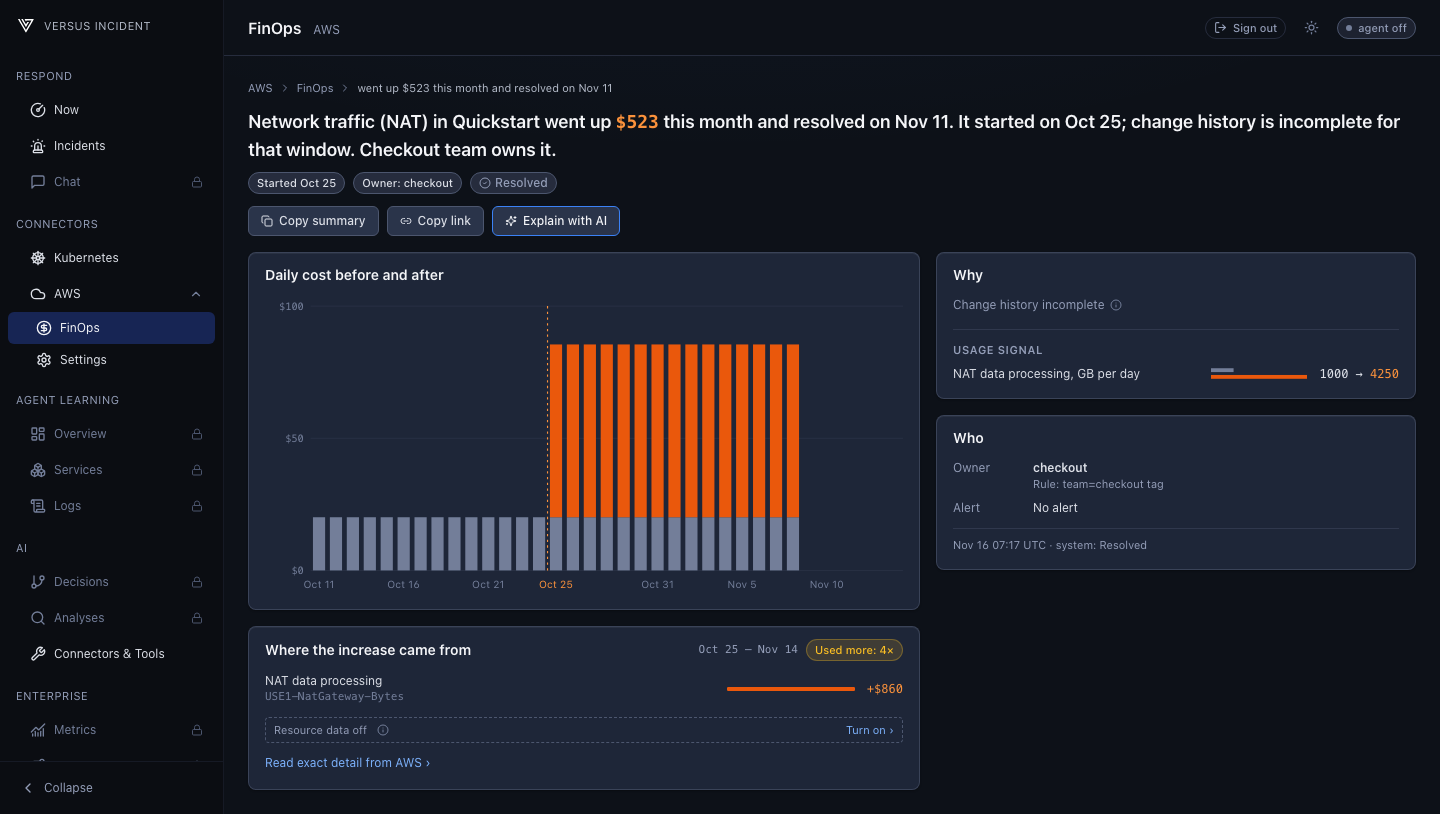 VERSUS INCIDENT
FinOps AWS
Sign out
agent off
RESPOND
Now
Incidents
Chat
CONNECTORS
Kubernetes
AWS
FinOps
Settings
AGENT LEARNING
Overview
Services
Logs
AI
Decisions
Analyses
Connectors & Tools
ENTERPRISE
Metrics
Collapse
AWS > FinOps > went up $523 this month and resolved on Nov 11
Network traffic (NAT) in Quickstart went up $523 this month and resolved on Nov 11. It started on Oct 25; change history is incomplete for
that window. Checkout team owns it.
Started Oct 25
Owner: checkout
Resolved
Copy summary
Copy link
Explain with AI
Daily cost before and after
$100
$50
$0
Oct 11
Oct 16
Oct 21
Oct 25
Oct 31
Nov 5
Nov 10
Where the increase came from
Oct 25 — Nov 14
Used more: 4×
NAT data processing
USE1-NatGateway-Bytes
+$860
Resource data off
Turn on ›
Read exact detail from AWS ›
Why
Change history incomplete
USAGE SIGNAL
NAT data processing, GB per day
1000 → 4250
Who
Owner
checkout
Rule: team=checkout tag
Alert
No alert
Nov 16 07:17 UTC · system: Resolved